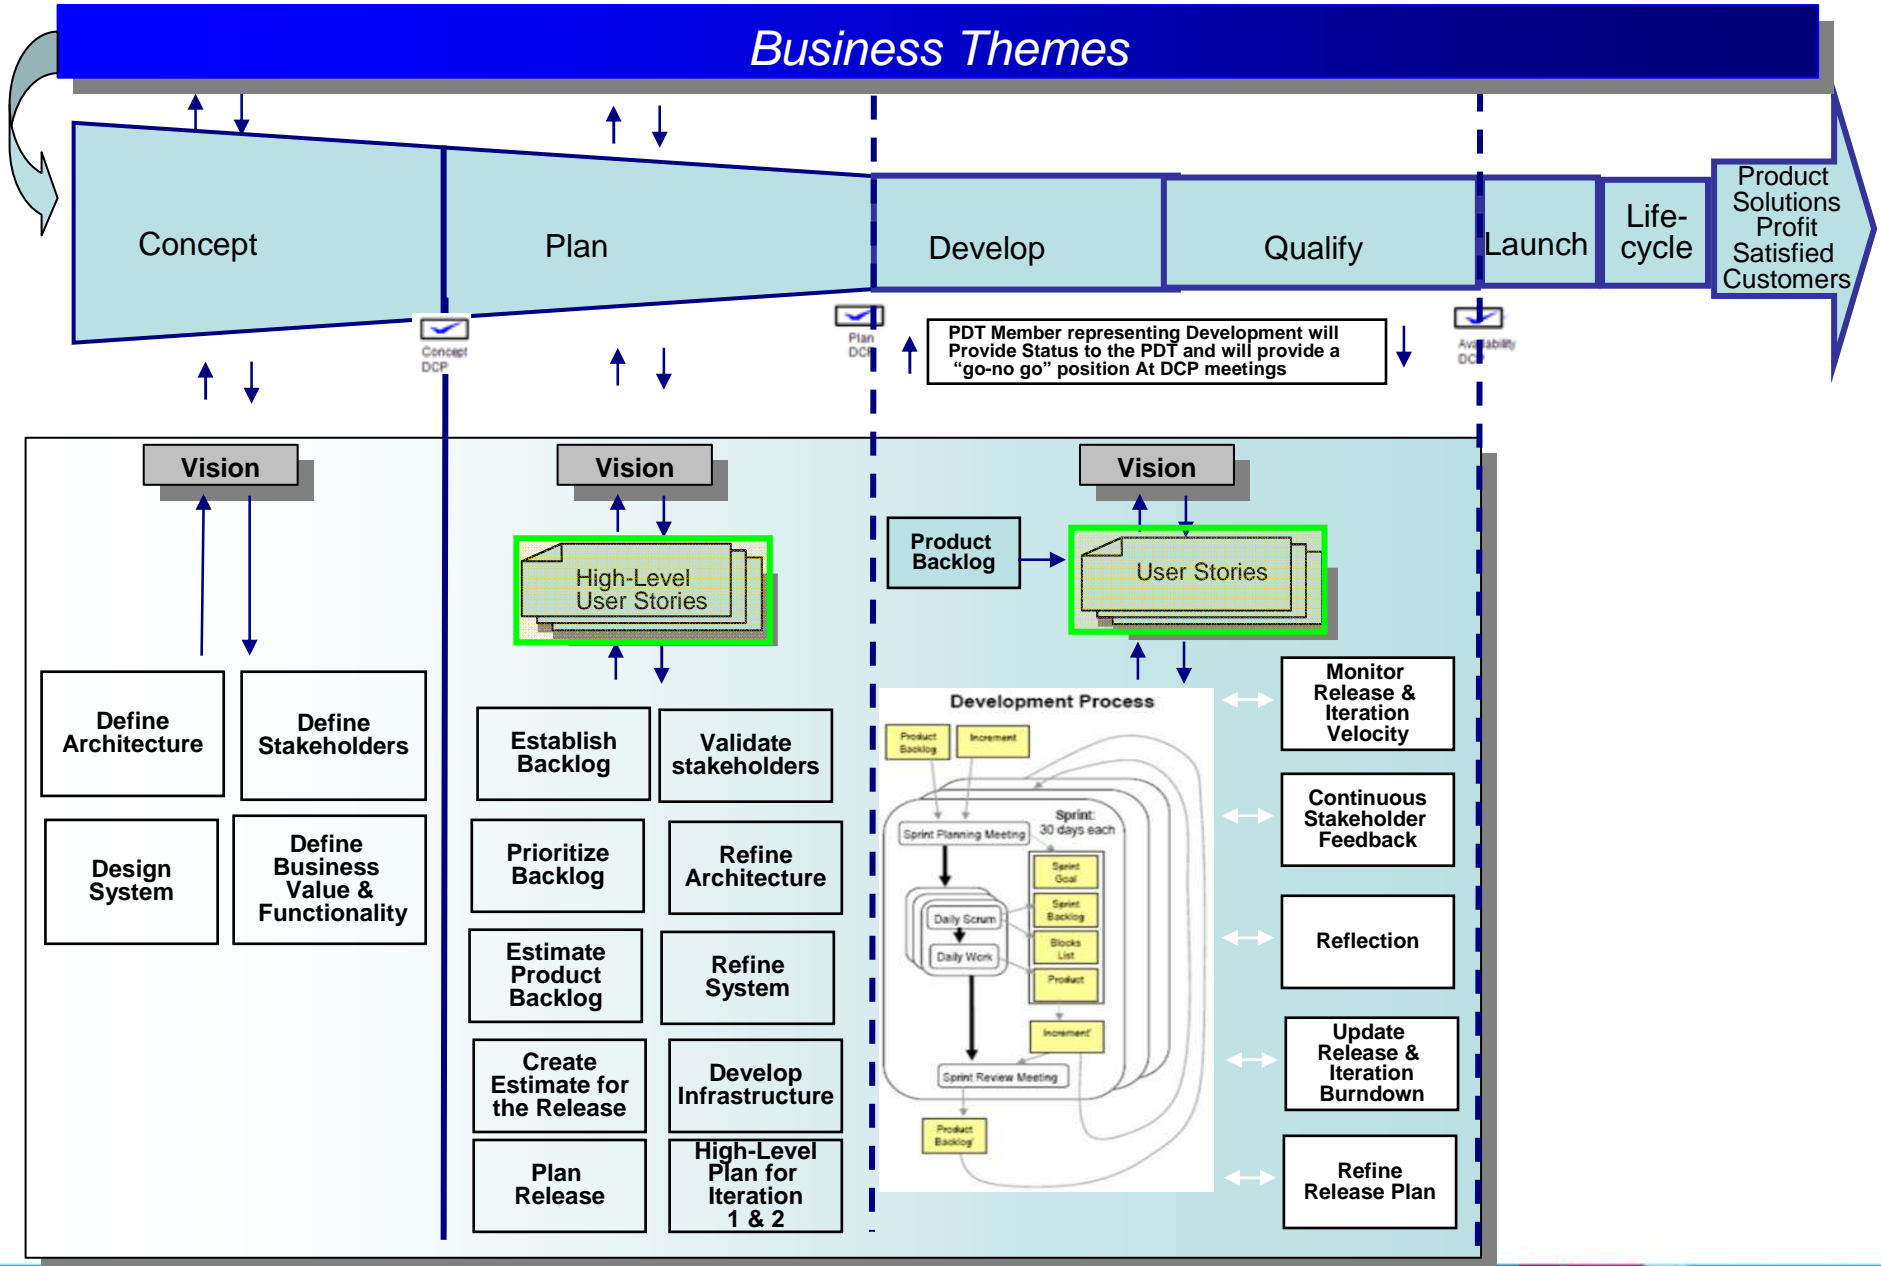 Business Themes
Concept
Plan
Develop
Qualify
Launch
Life-
cycle
Product
Solutions
Profit
Satisfied
Customers
Concept
DCP
Plan
DCP
PDT Member representing Development will
Provide Status to the PDT and will provide a
“go-no go” position At DCP meetings
Availability
DCP
Vision
Vision
Vision
High-Level
User Stories
Product
Backlog
User Stories
Define
Architecture
Define
Stakeholders
Design
System
Define
Business
Value &
Functionality
Establish
Backlog
Validate
stakeholders
Prioritize
Backlog
Refine
Architecture
Estimate
Product
Backlog
Refine
System
Create
Estimate for
the Release
Develop
Infrastructure
Plan
Release
High-Level
Plan for
Iteration
1 & 2
Development Process
Product
Backlog
Increment
Sprint:
30 days each
Sprint Planning Meeting
Sprint
Goal
Sprint
Backlog
Daily Scrum
Blocks
List
Daily Work
Product
Increment'
Sprint Review Meeting
Product
Backlog'
Monitor
Release &
Iteration
Velocity
Continuous
Stakeholder
Feedback
Reflection
Update
Release &
Iteration
Burndown
Refine
Release Plan